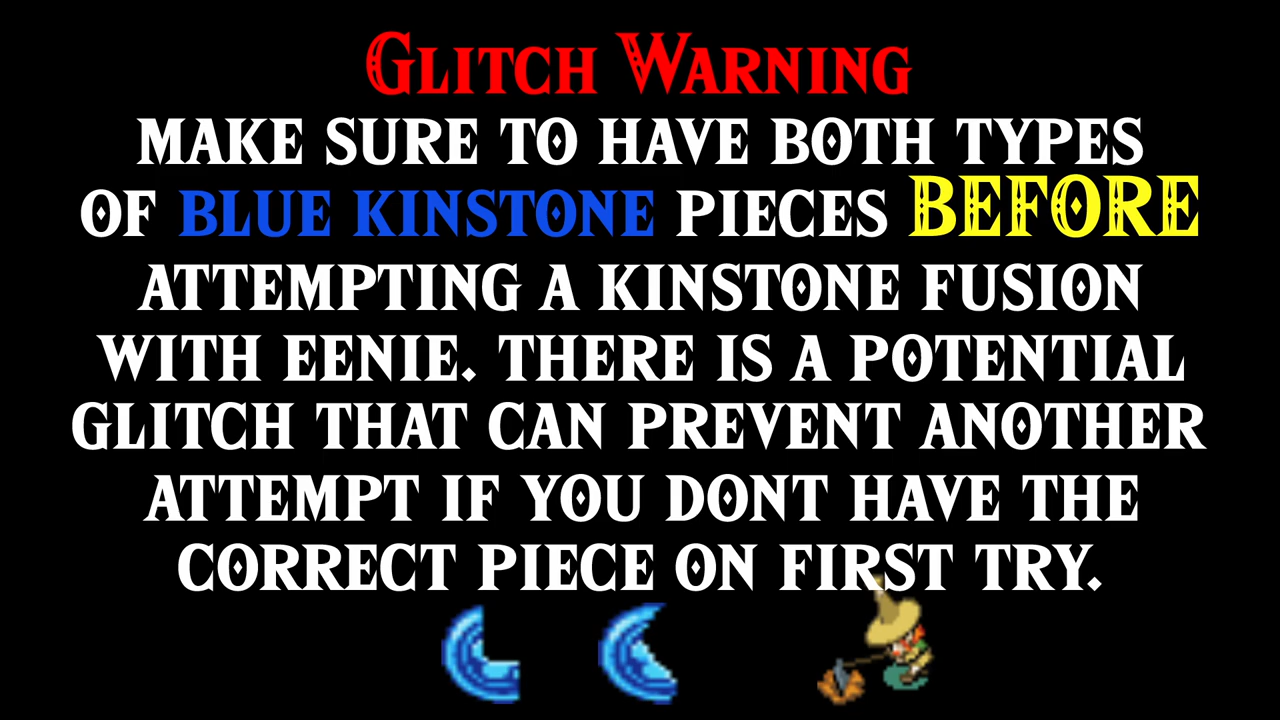 Glitch Warning
MAKE SURE TO HAVE BOTH TYPES
OF BLUE KINSTONE PIECES BEFORE
ATTEMPTING A KINSTONE FUSION
WITH EENIE. THERE IS A POTENTIAL
GLITCH THAT CAN PREVENT ANOTHER
ATTEMPT IF YOU DONT HAVE THE
CORRECT PIECE ON FIRST TRY.